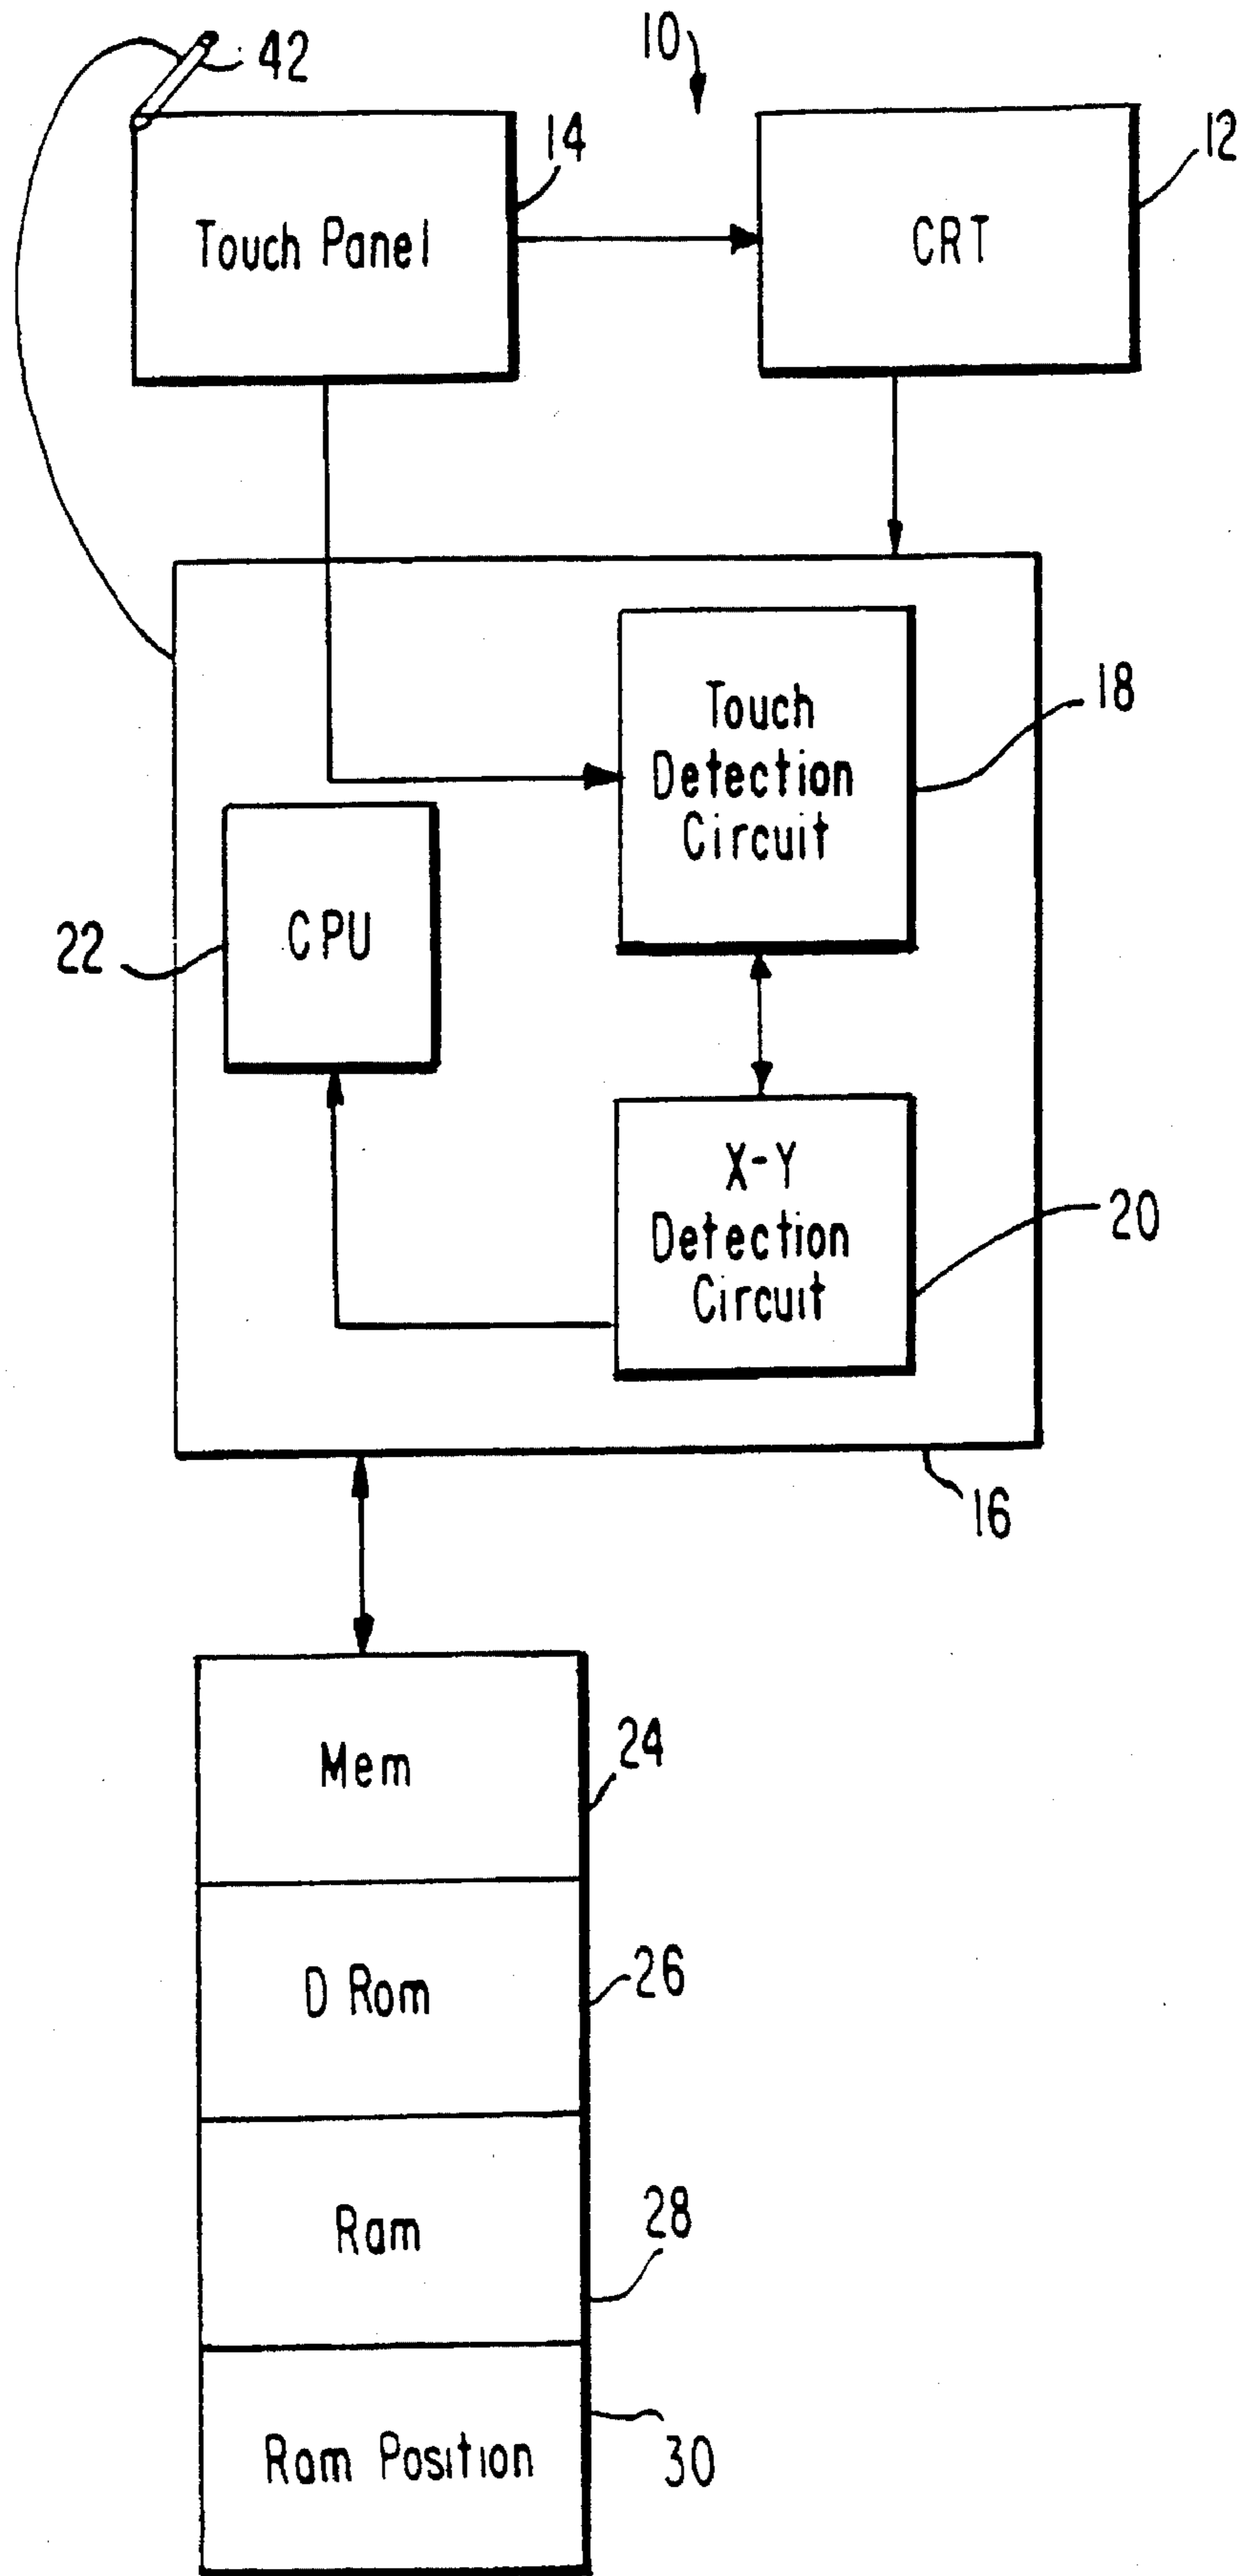 10
42
14
12
Touch Panel
CRT
Touch
Detection
Circuit
18
CPU
22
X-Y
Detection
Circuit
20
16
Mem
24
D Rom
26
Ram
28
Ram Position
30